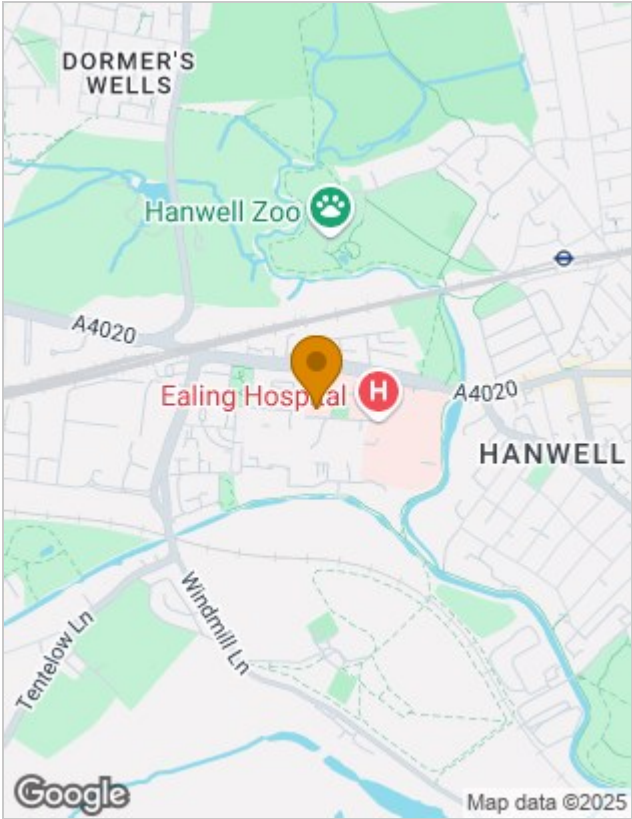 DORMER'S
WELLS
Hanwell Zoo
A4020
Ealing Hospital
H
A4020
HANWELL
Windmill Ln
Tentelow Ln
Google
Map data ©2025